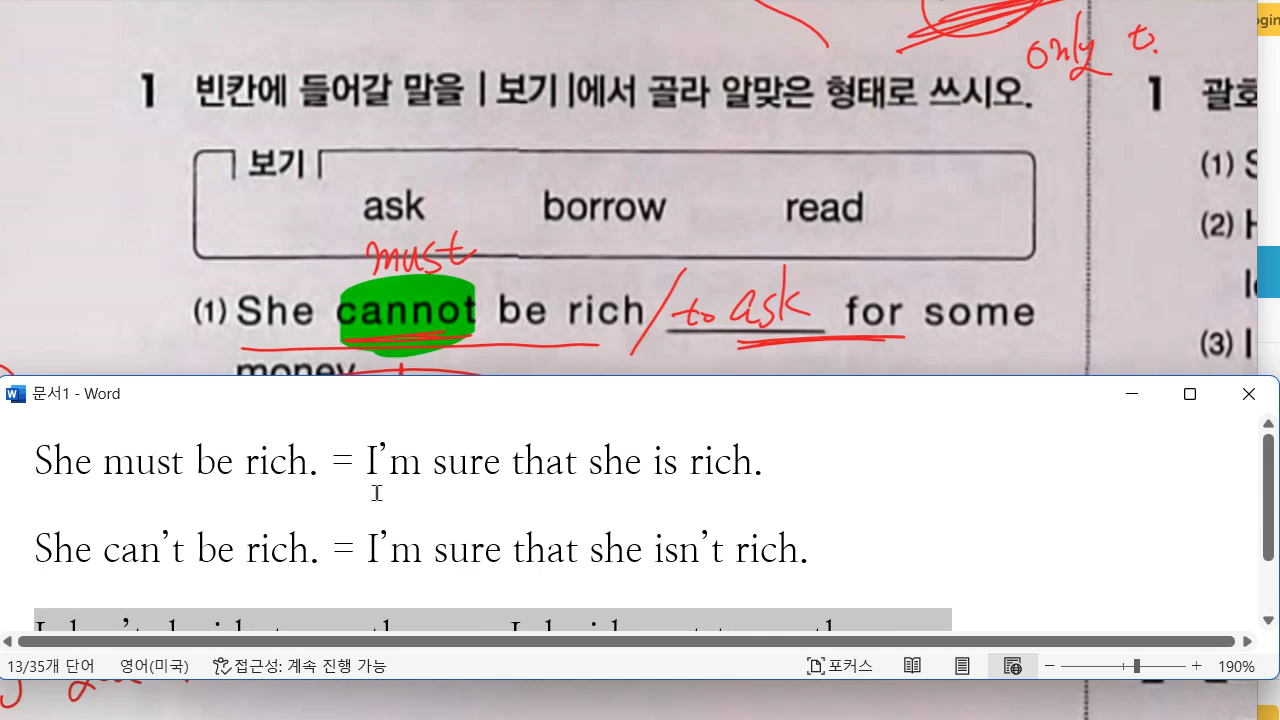 only to
1 빈칸에 들어갈 말을 | 보기 |에서 골라 알맞은 형태로 쓰시오.
보기
ask borrow read
must
(1) She cannot be rich / to ask for some
money
1 괄호
(1) S
(2) H
(3) I
문서1 - Word
She must be rich. = I’m sure that she is rich.
She can’t be rich. = I’m sure that she isn’t rich.
13/35개 단어 영어(미국) 접근성: 계속 진행 가능 포커스 190%